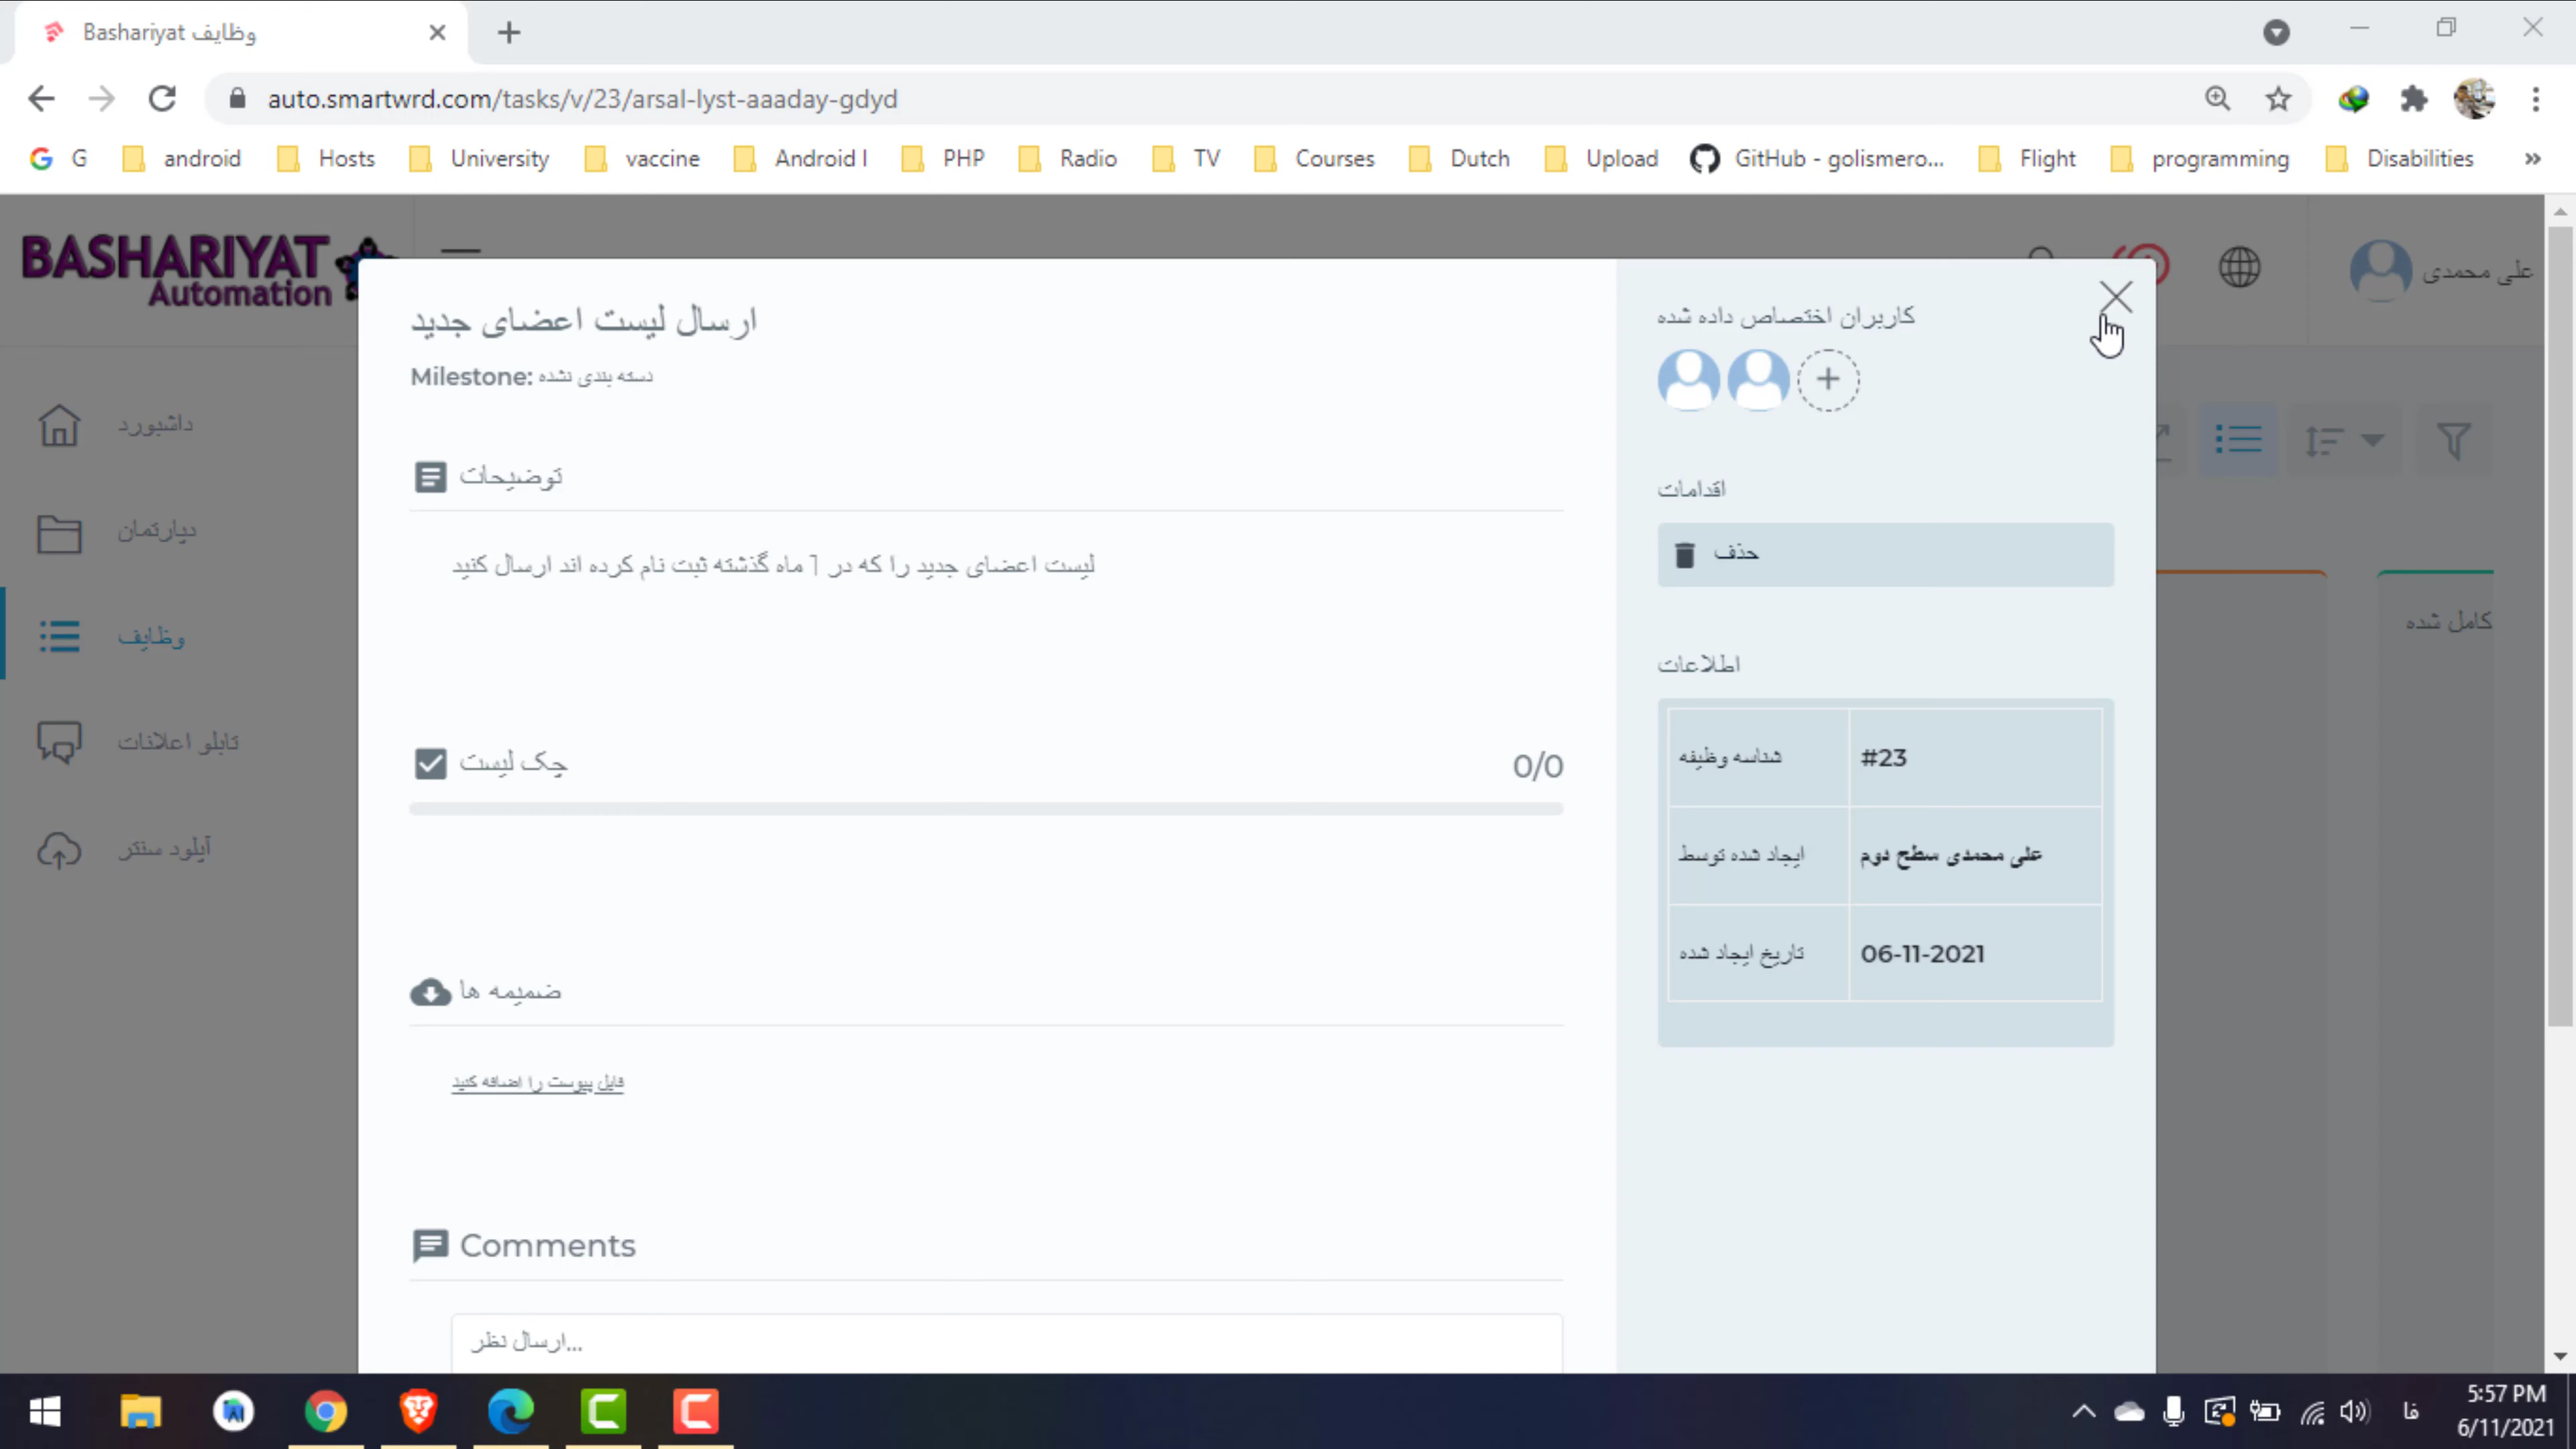 وظایف Bashariyat
auto.smartwrd.com/tasks/v/23/arsal-lyst-aaaday-gdyd
G
android
Hosts
University
vaccine
Android I
PHP
Radio
TV
Courses
Dutch
Upload
GitHub - golismero...
Flight
programming
Disabilities
»
BASHARIYAT
Automation
علی محمدی
داشبورد
دپارتمان
وظایف
تابلو اعلانات
آپلود سنتر
ارسال لیست اعضای جدید
Milestone: دسته بندی نشده
توضیحات
لیست اعضای جدید را که در 1 ماه گذشته ثبت نام کرده اند ارسال کنید
چک لیست
0/0
ضمیمه ها
فایل پیوست را اضافه کنید
Comments
ارسال نظر...
کاربران اختصاص داده شده
اقدامات
حذف
اطلاعات
شناسه وظیفه #23
ایجاد شده توسط علی محمدی سطح دوم
تاریخ ایجاد شده 06-11-2021
کامل شده
فا
5:57 PM
6/11/2021